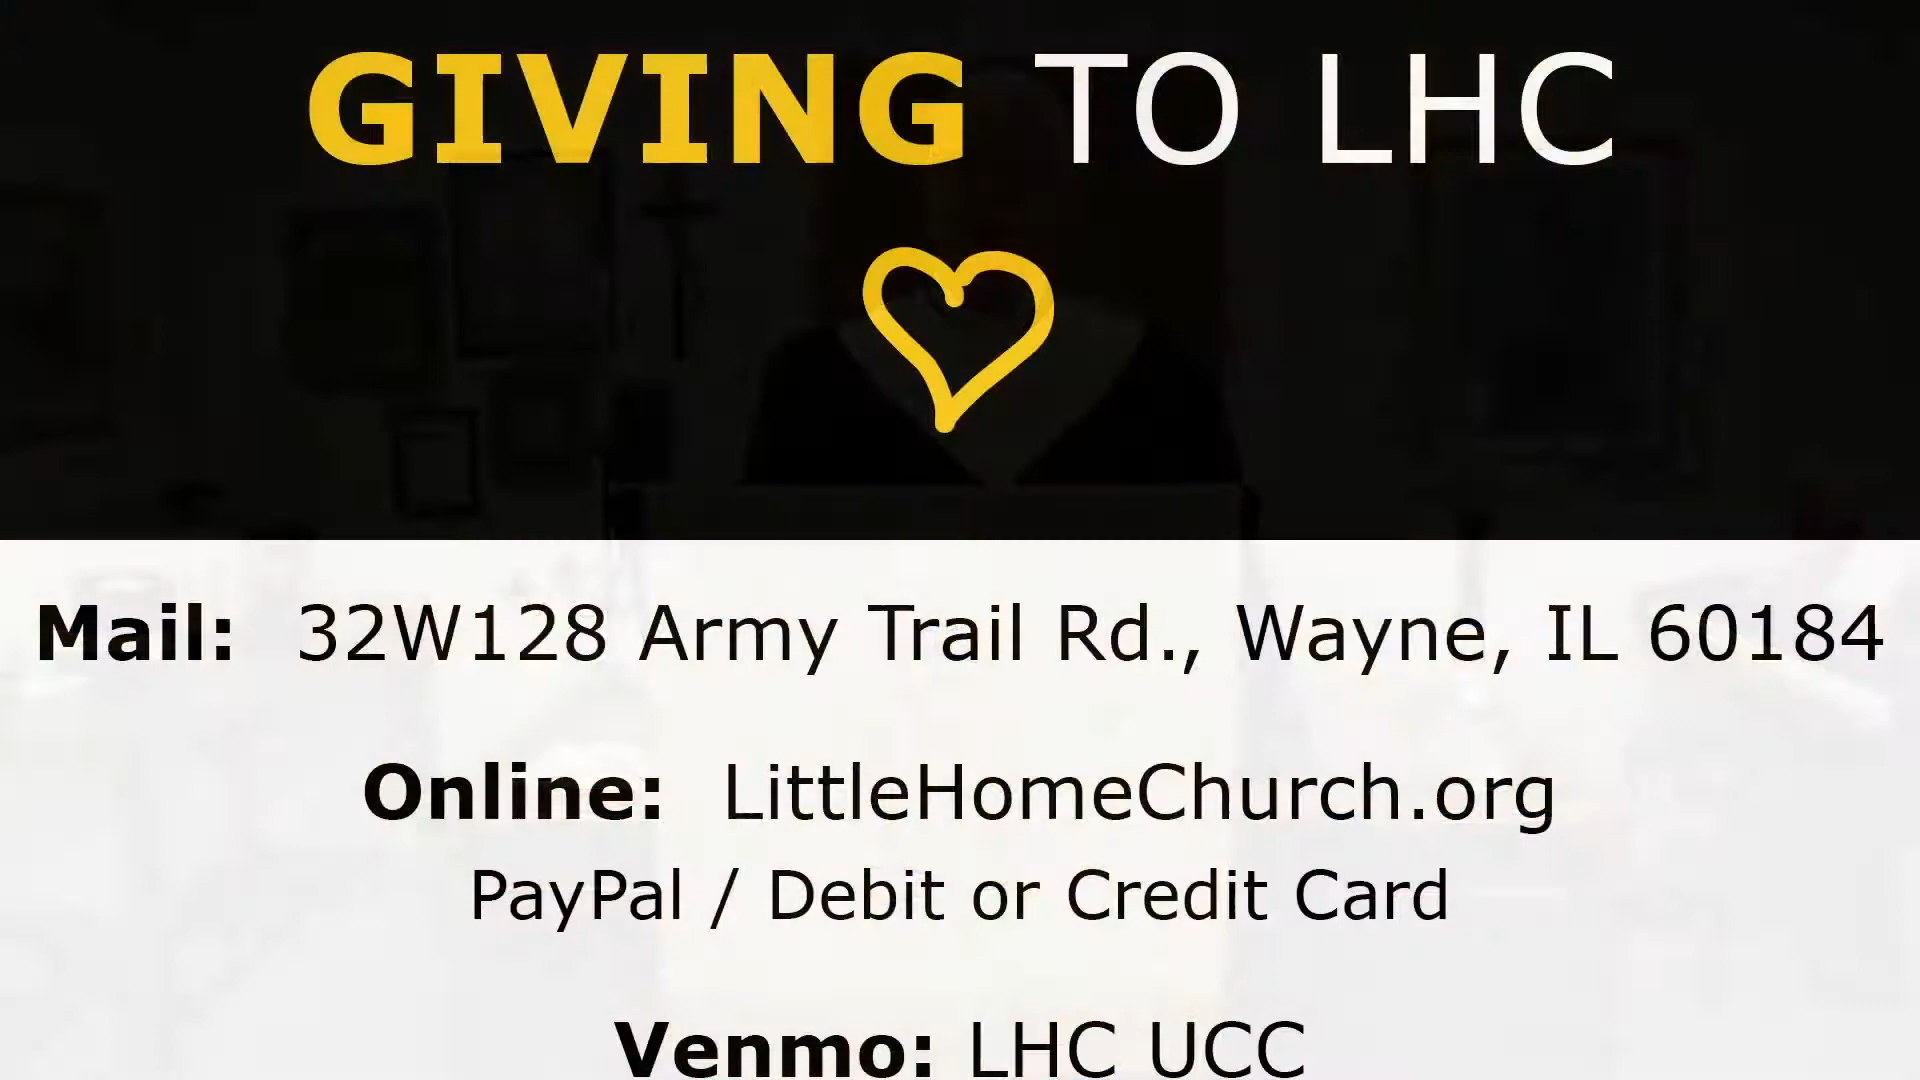 GIVING TO LHC
Mail: 32W128 Army Trail Rd., Wayne, IL 60184
Online: LittleHomeChurch.org
PayPal / Debit or Credit Card
Venmo: LHC UCC